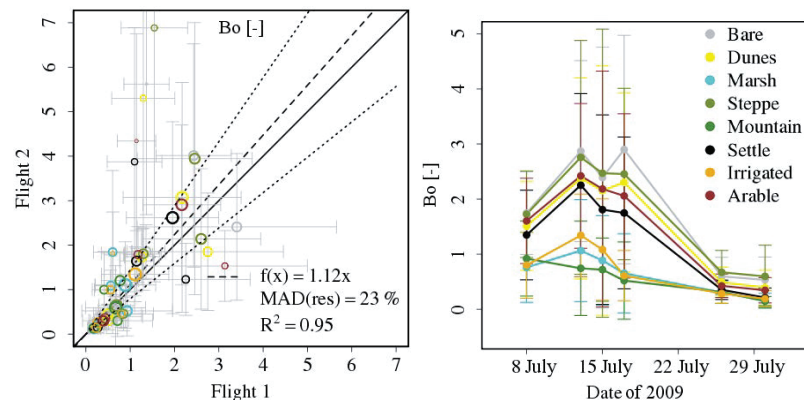 Bo [-]
7
6
5
4
3
2
1
0
Flight 2
f(x) = 1.12x
MAD(res) = 23 %
R² = 0.95
0 1 2 3 4 5 6 7
Flight 1
5
4
3
2
1
0
Bo [-]
Bare
Dunes
Marsh
Steppe
Mountain
Settle
Irrigated
Arable
8 July 15 July 22 July 29 July
Date of 2009